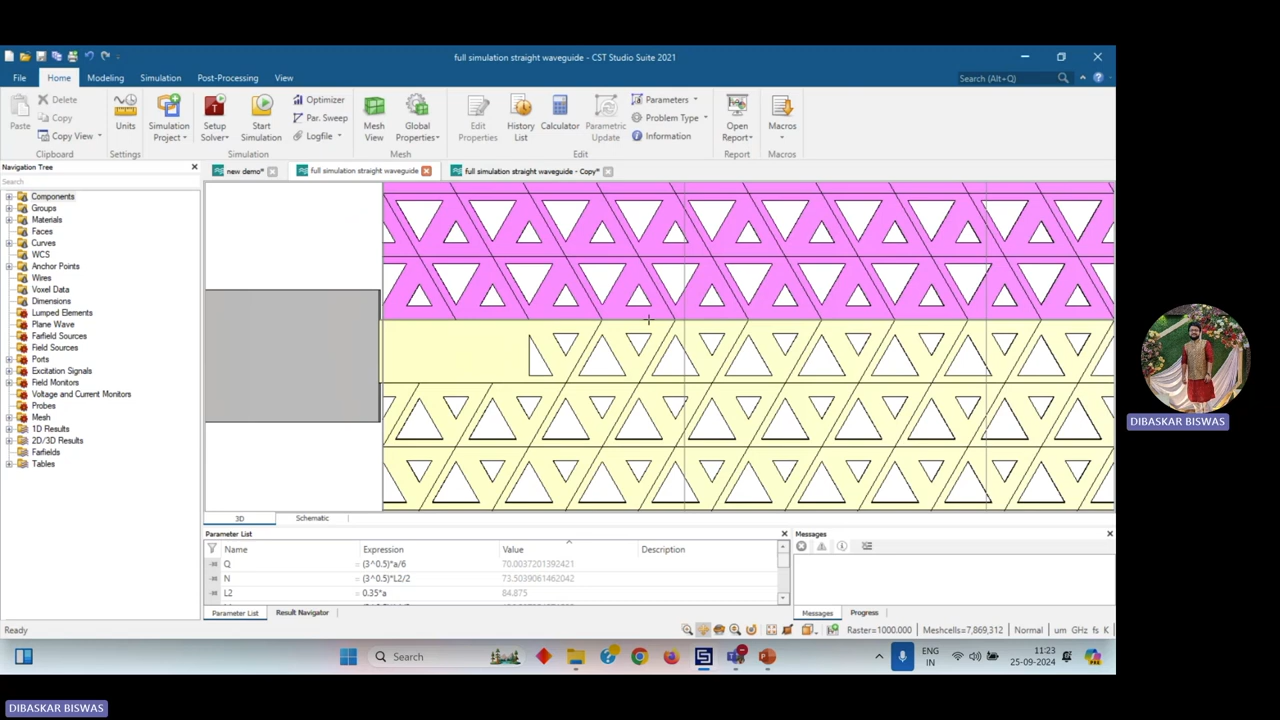 full simulation straight waveguide - CST Studio Suite 2021
File Home Modeling Simulation Post-Processing View Search (Alt+Q)
Paste Delete Copy Copy View Clipboard
Units Settings
Simulation Project Setup Solver Start Simulation Optimizer Par. Sweep Logfile Simulation
Mesh View Global Properties Mesh
Edit Properties History List Calculator Parametric Update Parameters Problem Type Information Edit
Open Report Report
Macros Macros
Navigation Tree
Search
new demo* full simulation straight waveguide full simulation straight waveguide - Copy*
Components
Groups
Materials
Faces
Curves
WCS
Anchor Points
Wires
Voxel Data
Dimensions
Lumped Elements
Plane Wave
Farfield Sources
Field Sources
Ports
Excitation Signals
Field Monitors
Voltage and Current Monitors
Probes
Mesh
1D Results
2D/3D Results
Farfields
Tables
3D Schematic
Parameter List
Name Expression Value Description
Q = (3^0.5)*a/6 70.0037201392421
N = (3^0.5)*L2/2 73.5039061462042
L2 = 0.35*a 84.875
Parameter List Result Navigator
Messages
Messages Progress
Ready Raster=1000.000 Meshcells=7,869,312 Normal um GHz fs K
Search ENG IN 11:23 25-09-2024
DIBASKAR BISWAS
DIBASKAR BISWAS